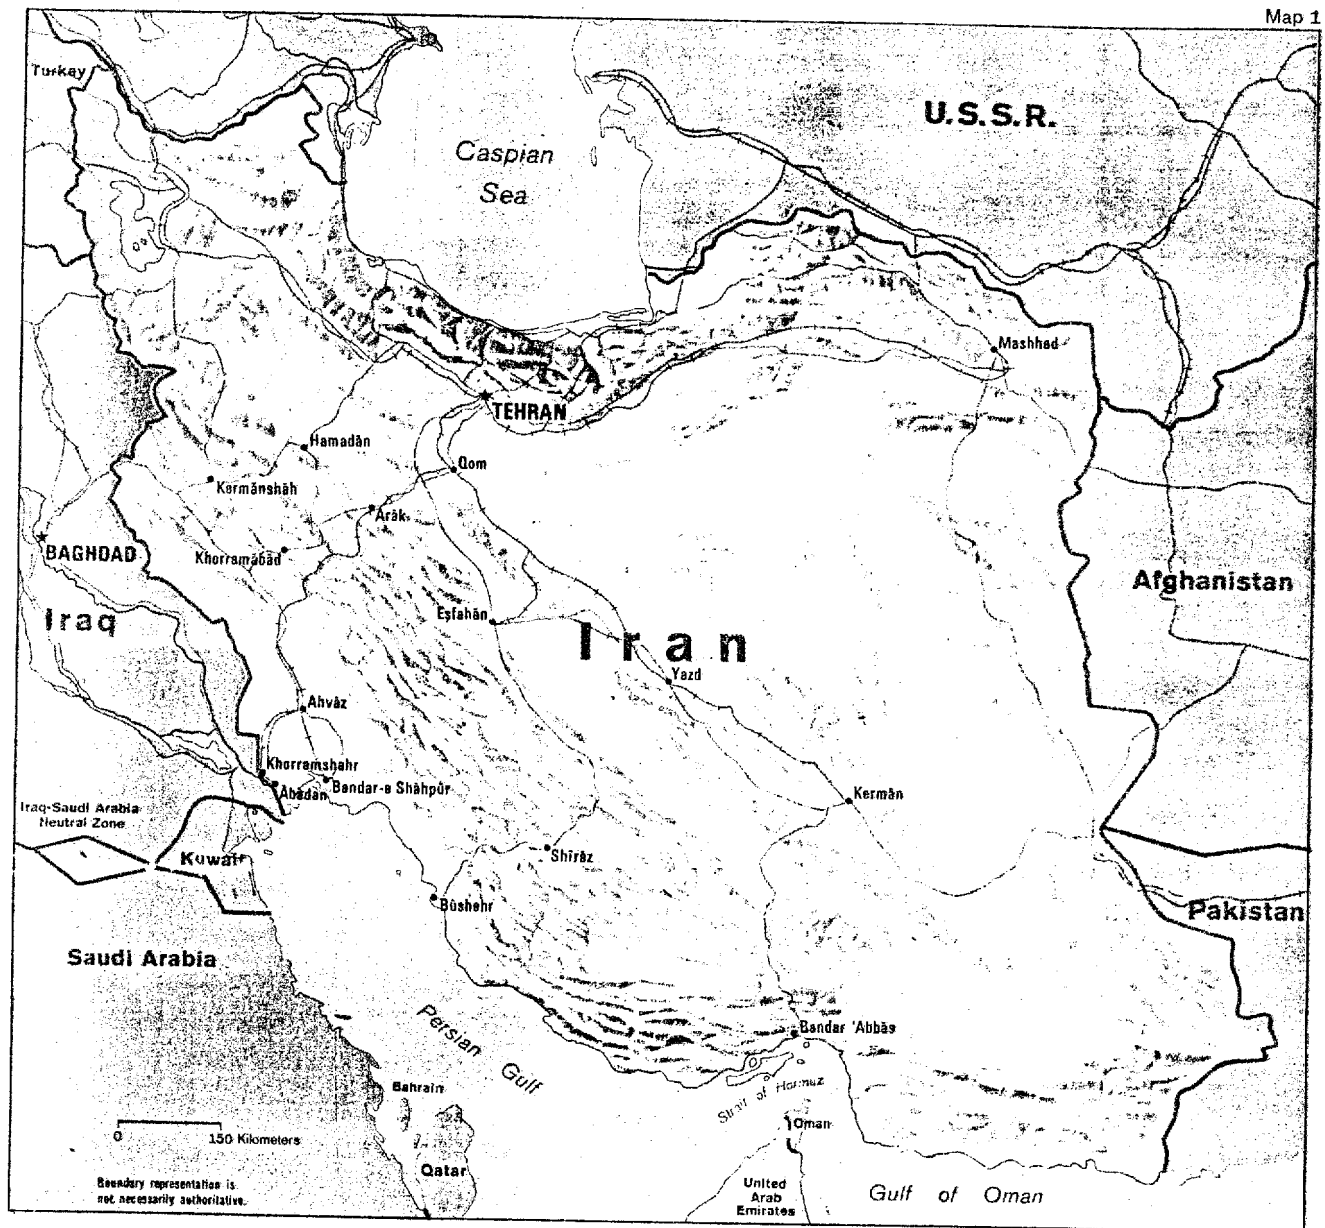 Map 1
Turkey
U.S.S.R.
Caspian
Sea
Mashhad
TEHRAN
Hamadān
Qom
Kermānshāh
Arāk
BAGHDAD
Khorramābād
Afghanistan
Iraq
Eşfahān
Iran
Yazd
Ahvāz
Khorramshahr
Ābādān
Bandar-e Shāhpūr
Kermān
Iraq-Saudi Arabia
Neutral Zone
Kuwait
Shīrāz
Būshehr
Pakistan
Saudi Arabia
Persian
Gulf
Bandar 'Abbās
Strait of Hormuz
Bahrain
Oman
0
150 Kilometers
Qatar
United
Arab
Emirates
Gulf of Oman
Boundary representation is
not necessarily authoritative.